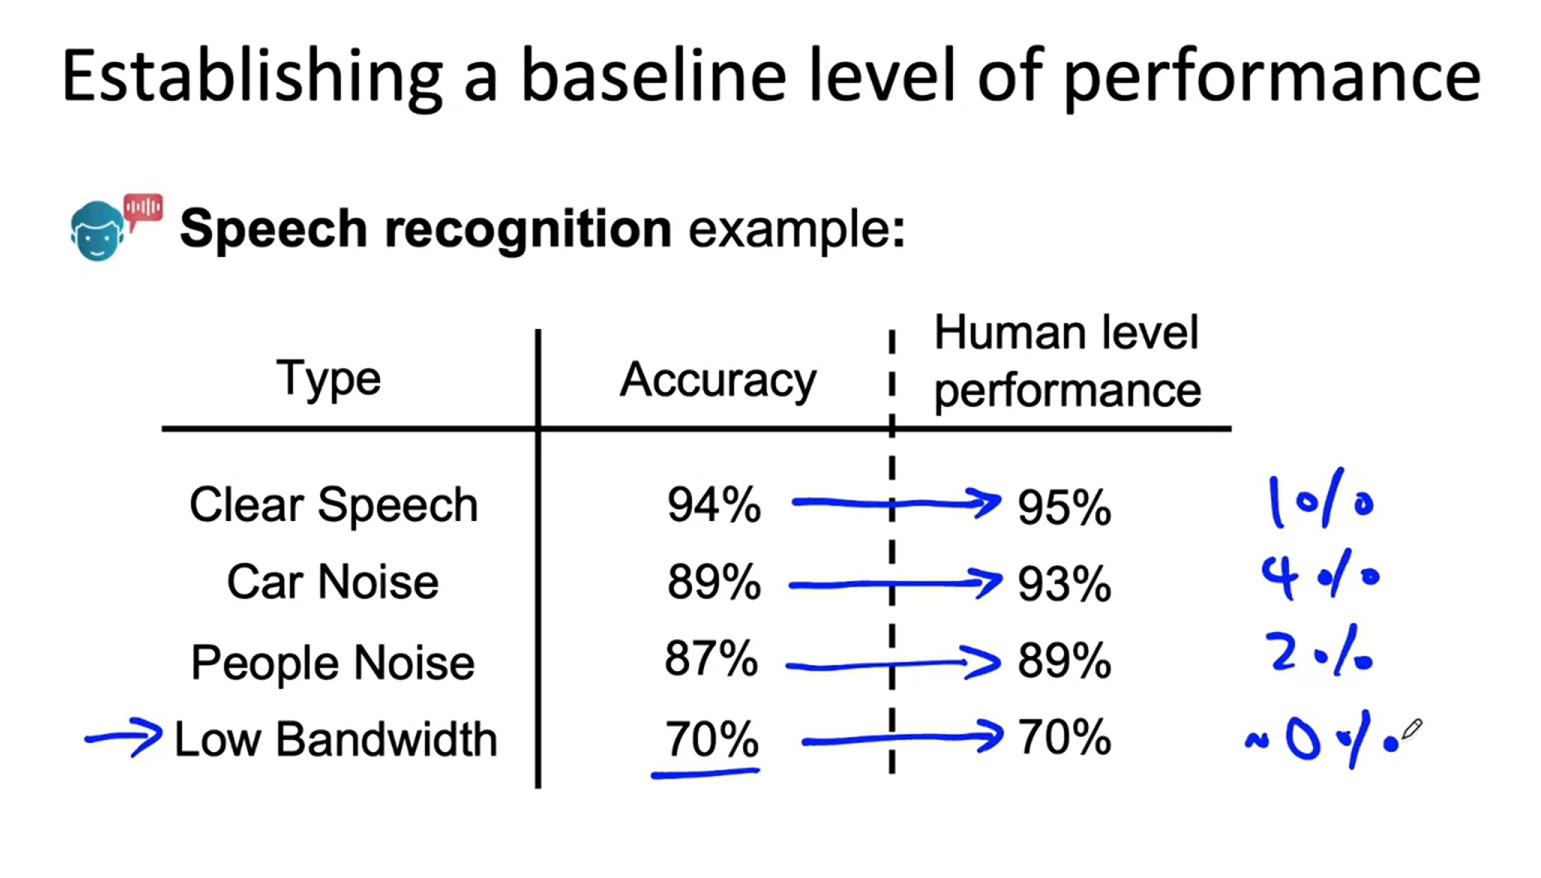 Establishing a baseline level of performance
Speech recognition example:
Type Accuracy Human level performance
Clear Speech 94% 95% 1%
Car Noise 89% 93% 4%
People Noise 87% 89% 2%
Low Bandwidth 70% 70% ~0%